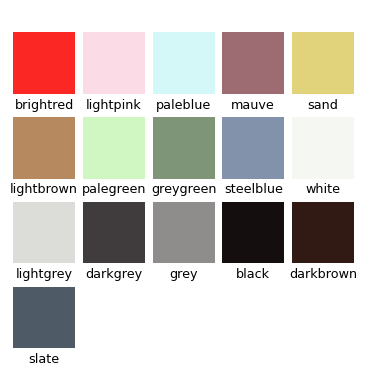 brightred lightpink paleblue mauve sand
lightbrown palegreen greygreen steelblue white
lightgrey darkgrey grey black darkbrown
slate